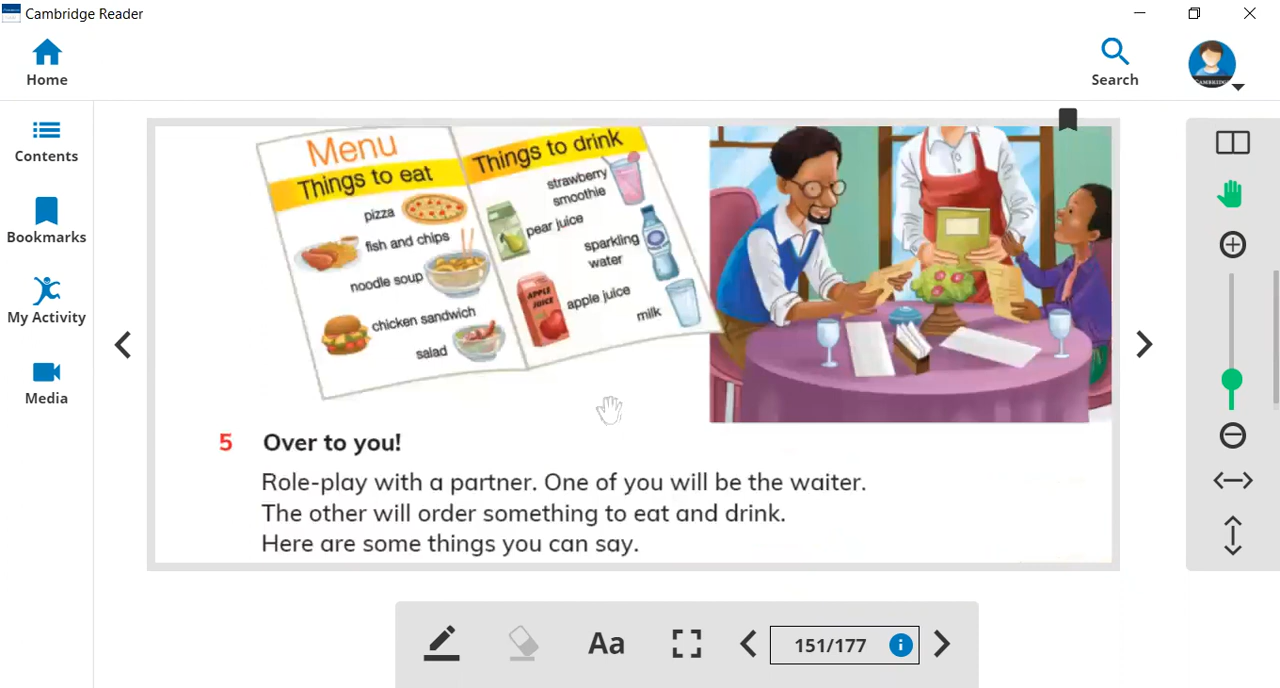 Cambridge Reader
Home
Search
CAMBRIDGE
Contents
Bookmarks
My Activity
Media
Menu
Things to eat
pizza
fish and chips
noodle soup
chicken sandwich
salad
Things to drink
strawberry
smoothie
pear juice
sparkling
water
APPLE
JUICE
apple juice
milk
5 Over to you!
Role-play with a partner. One of you will be the waiter.
The other will order something to eat and drink.
Here are some things you can say.
Aa
151/177
i